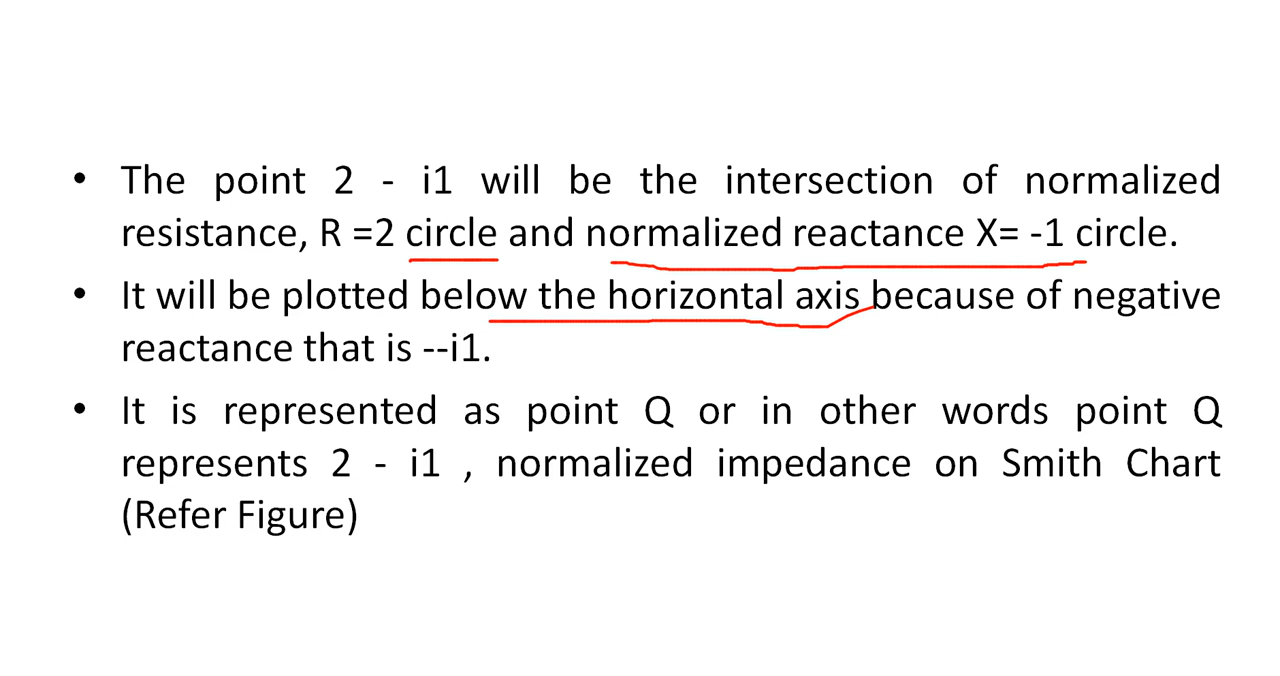 • The point 2 - i1 will be the intersection of normalized
resistance, R =2 circle and normalized reactance X= -1 circle.
• It will be plotted below the horizontal axis because of negative
reactance that is --i1.
• It is represented as point Q or in other words point Q
represents 2 - i1 , normalized impedance on Smith Chart
(Refer Figure)